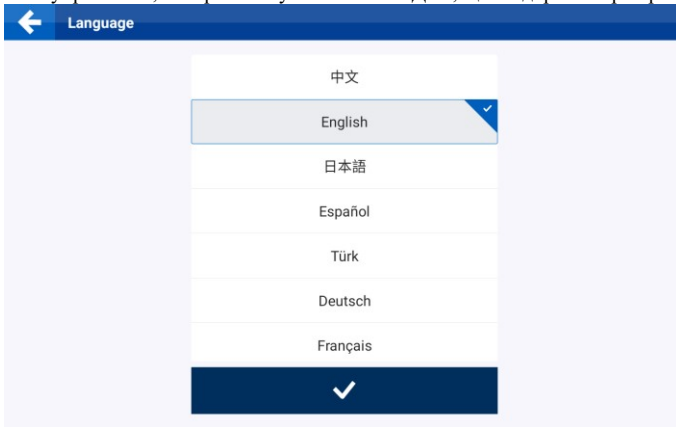 Language
中文
English
日本語
Español
Türk
Deutsch
Français